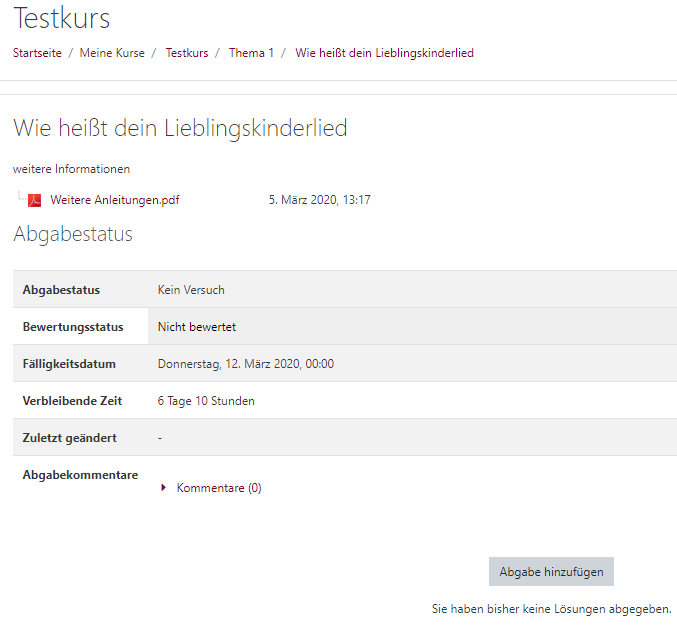 Testkurs
Startseite / Meine Kurse / Testkurs / Thema 1 / Wie heißt dein Lieblingskinderlied
Wie heißt dein Lieblingskinderlied
weitere Informationen
Weitere Anleitungen.pdf 5. März 2020, 13:17
Abgabestatus
Abgabestatus Kein Versuch
Bewertungsstatus Nicht bewertet
Fälligkeitsdatum Donnerstag, 12. März 2020, 00:00
Verbleibende Zeit 6 Tage 10 Stunden
Zuletzt geändert -
Abgabekommentare
Kommentare (0)
Abgabe hinzufügen
Sie haben bisher keine Lösungen abgegeben.